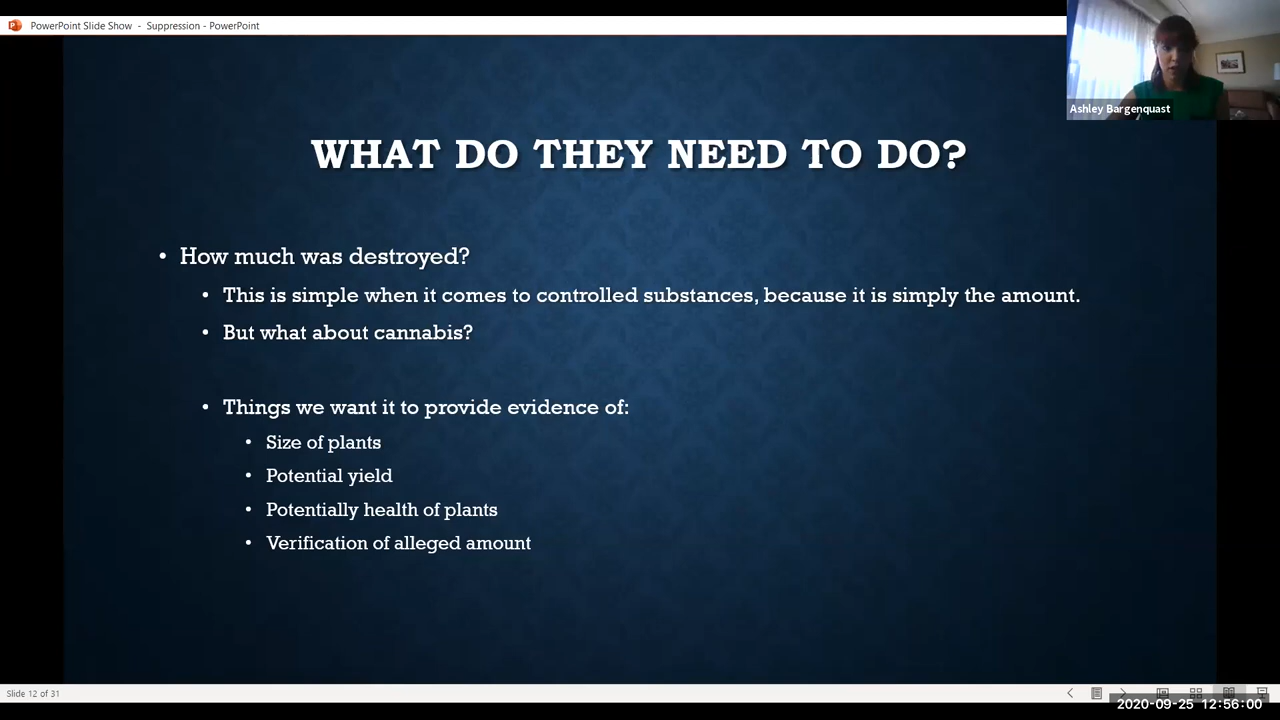 PowerPoint Slide Show - Suppression - PowerPoint
Ashley Bargenquast
WHAT DO THEY NEED TO DO?
• How much was destroyed?
• This is simple when it comes to controlled substances, because it is simply the amount.
• But what about cannabis?
• Things we want it to provide evidence of:
• Size of plants
• Potential yield
• Potentially health of plants
• Verification of alleged amount
Slide 12 of 31
2020-09-25 12:56:00